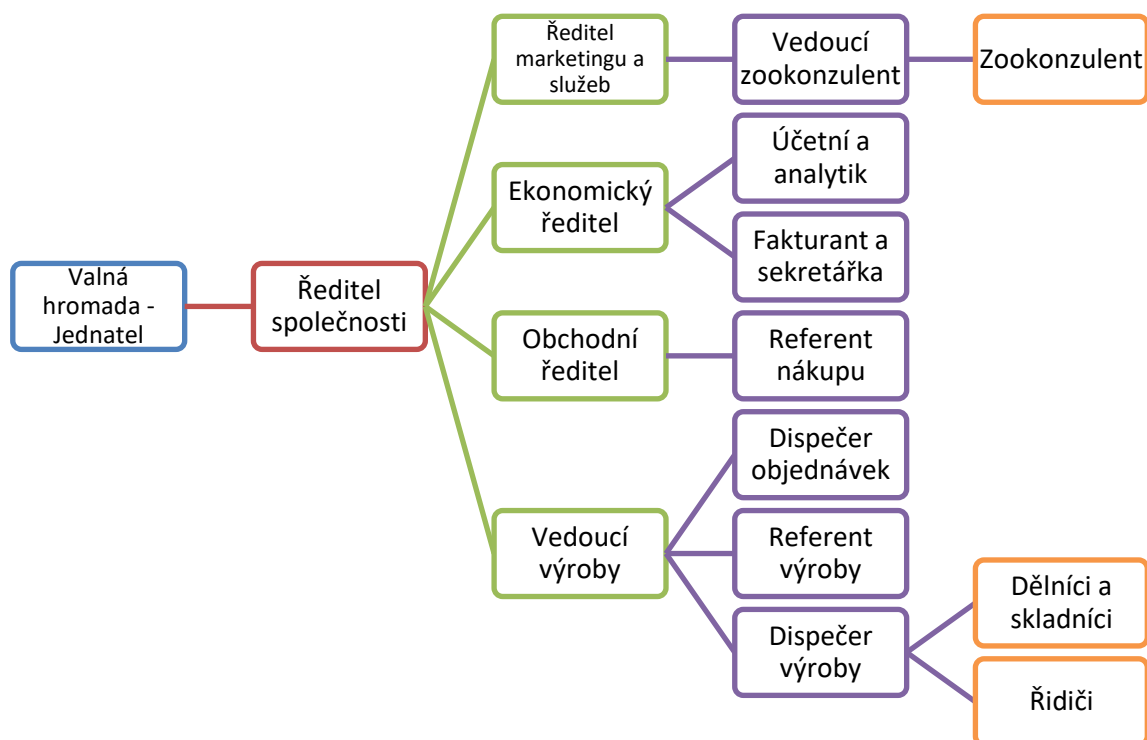 Ředitel
marketingu a
služeb
Vedoucí
zookonzulent
Zookonzulent
Účetní a
analytik
Ekonomický
ředitel
Fakturant a
sekretářka
Valná
hromada -
Jednatel
Ředitel
společnosti
Obchodní
ředitel
Referent
nákupu
Dispečer
objednávek
Vedoucí
výroby
Referent
výroby
Dispečer
výroby
Dělníci a
skladníci
Řidiči